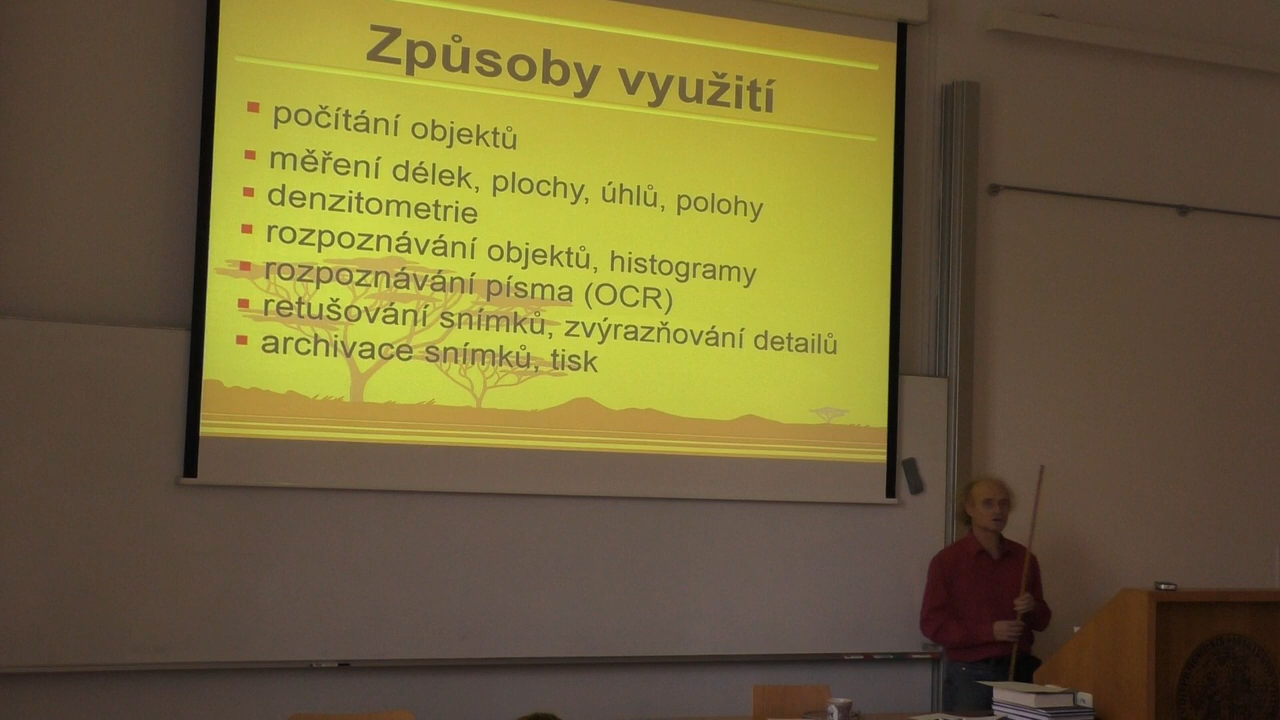 Způsoby využití
počítání objektů
měření délek, plochy, úhlů, polohy
denzitometrie
rozpoznávání objektů, histogramy
rozpoznávání písma (OCR)
retušování snímků, zvýrazňování detailů
archivace snímků, tisk